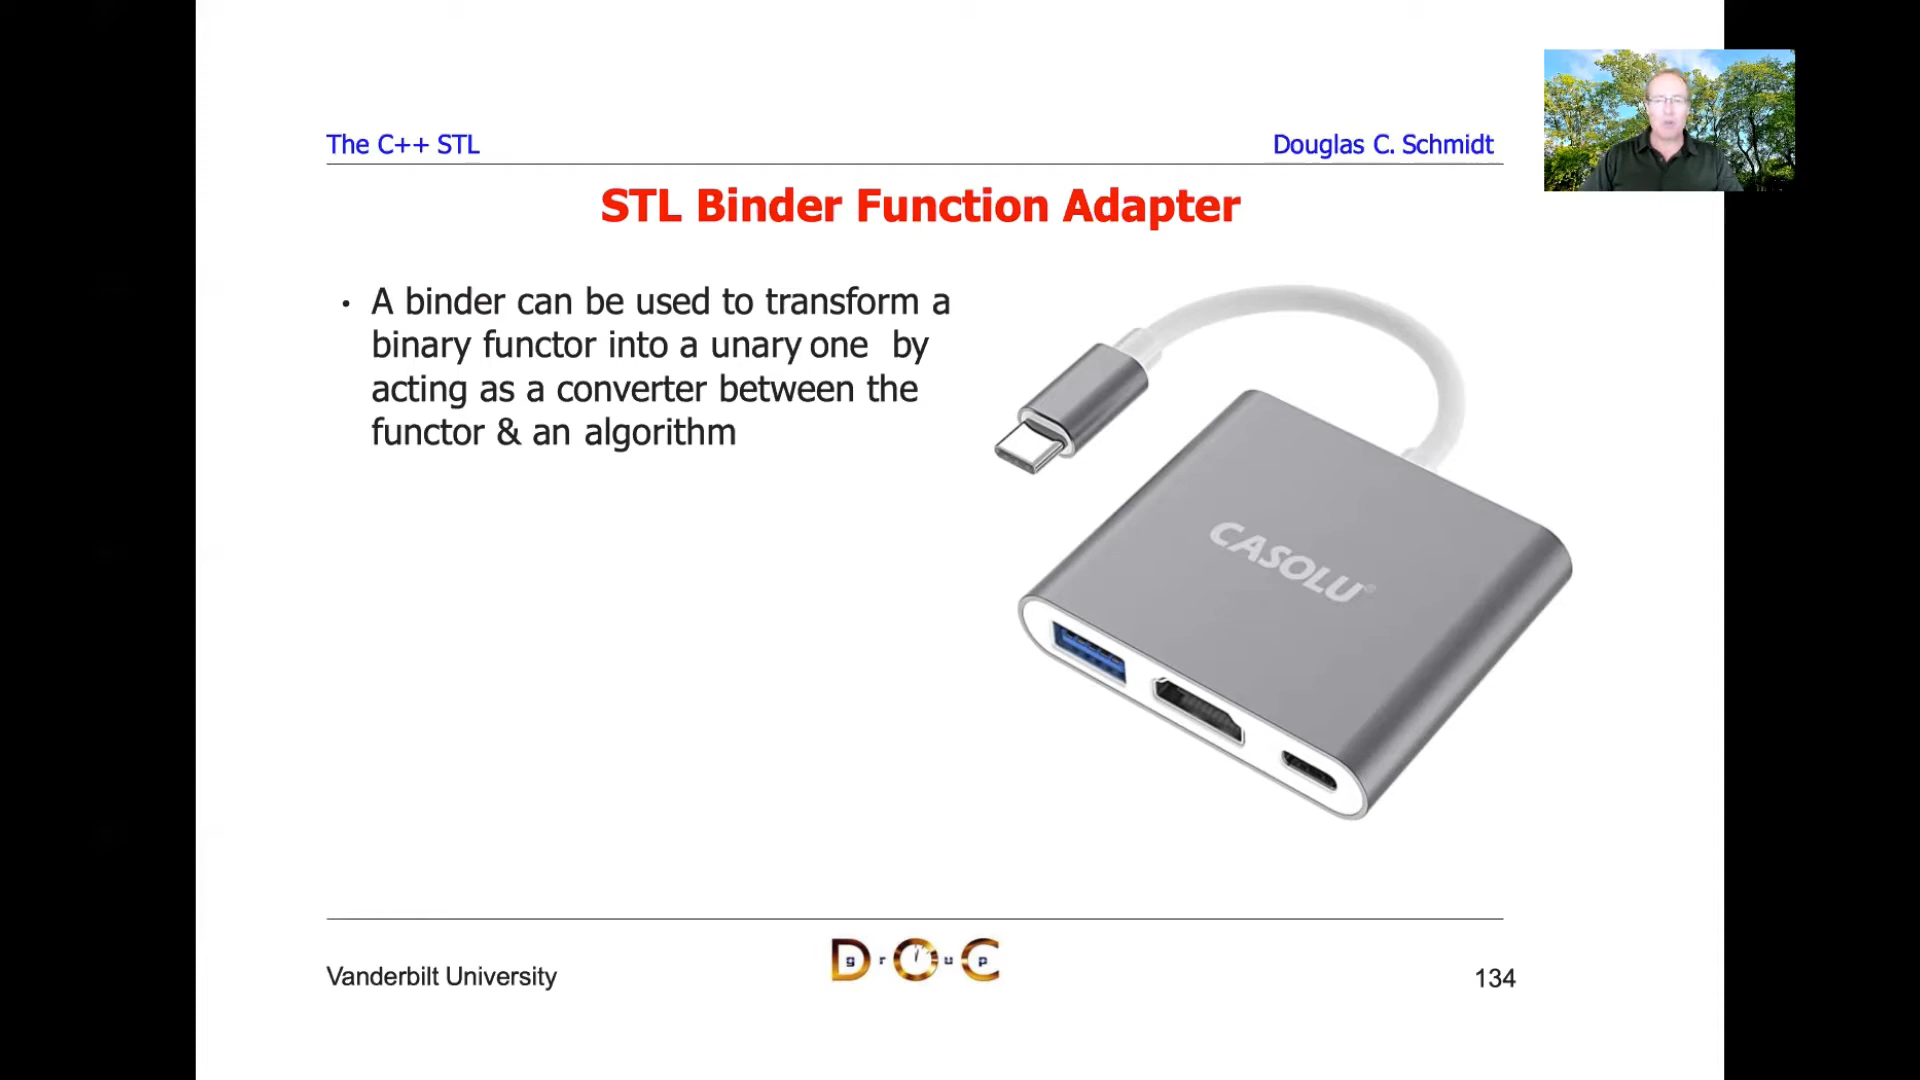 The C++ STL
Douglas C. Schmidt
STL Binder Function Adapter
• A binder can be used to transform a
binary functor into a unary one by
acting as a converter between the
functor & an algorithm
CASOLU®
Vanderbilt University
D O C
g r o u p
134